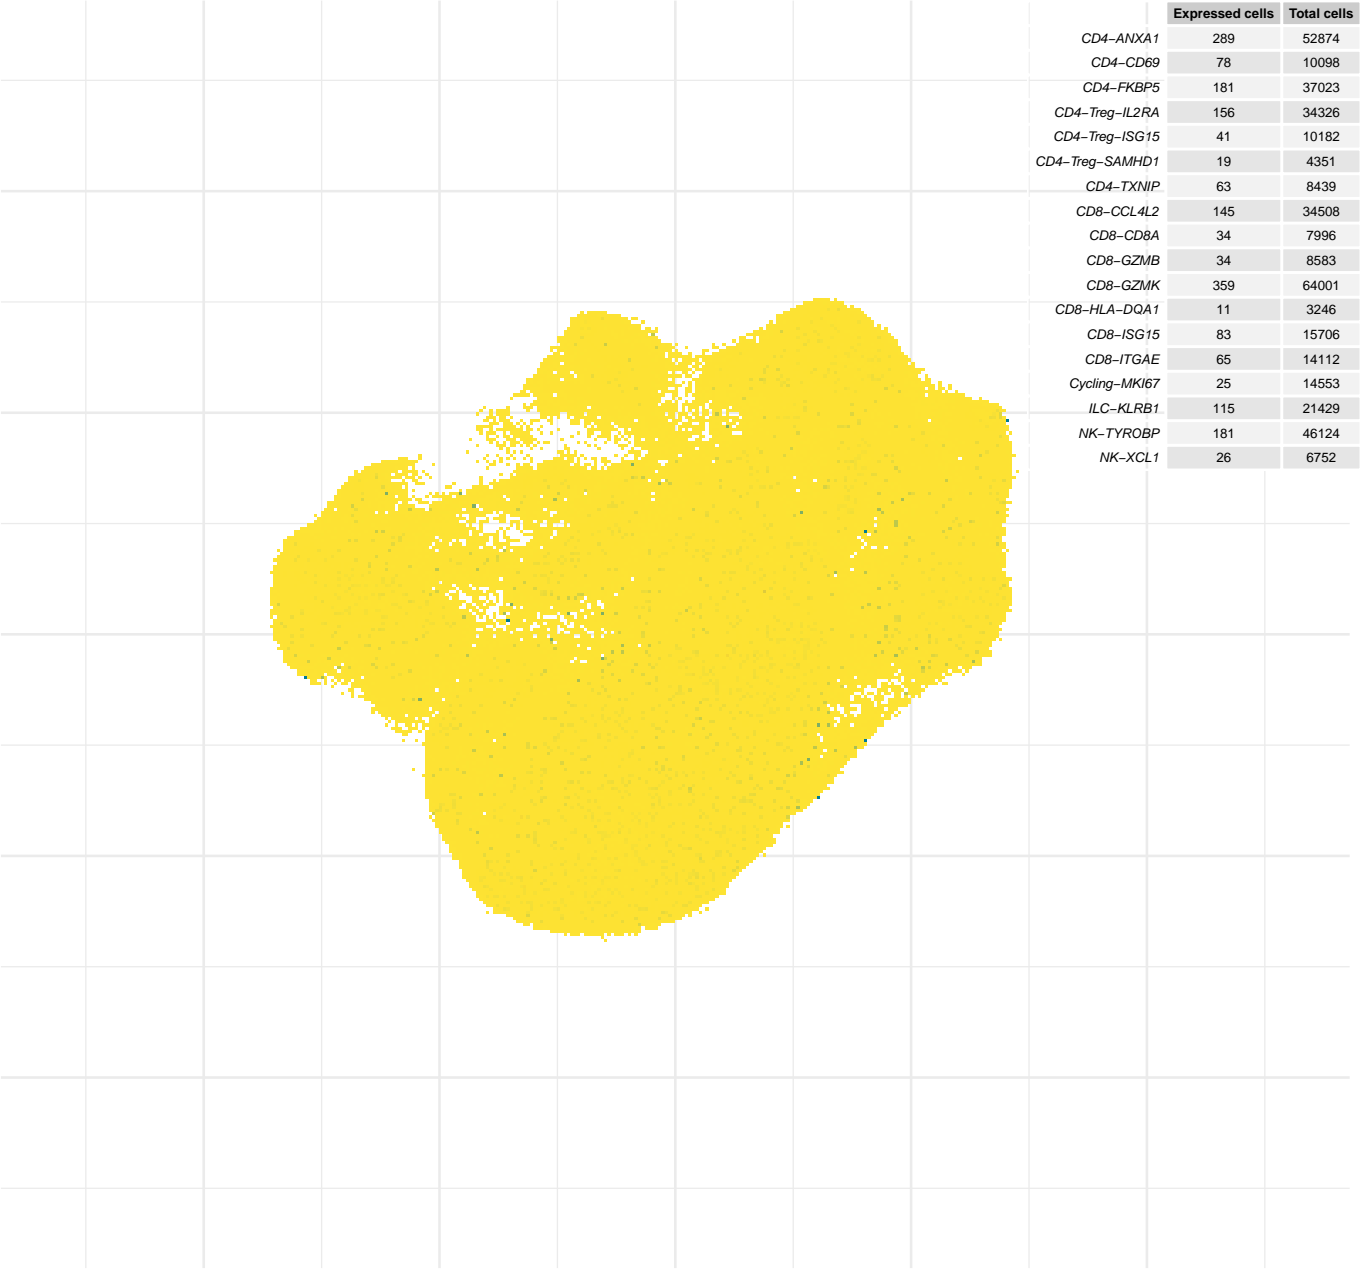 Expressed cells Total cells
CD4−ANXA1 289 52874
CD4−CD69 78 10098
CD4−FKBP5 181 37023
CD4−Treg−IL2RA 156 34326
CD4−Treg−ISG15 41 10182
CD4−Treg−SAMHD1 19 4351
CD4−TXNIP 63 8439
CD8−CCL4L2 145 34508
CD8−CD8A 34 7996
CD8−GZMB 34 8583
CD8−GZMK 359 64001
CD8−HLA−DQA1 11 3246
CD8−ISG15 83 15706
CD8−ITGAE 65 14112
Cycling−MKI67 25 14553
ILC−KLRB1 115 21429
NK−TYROBP 181 46124
NK−XCL1 26 6752